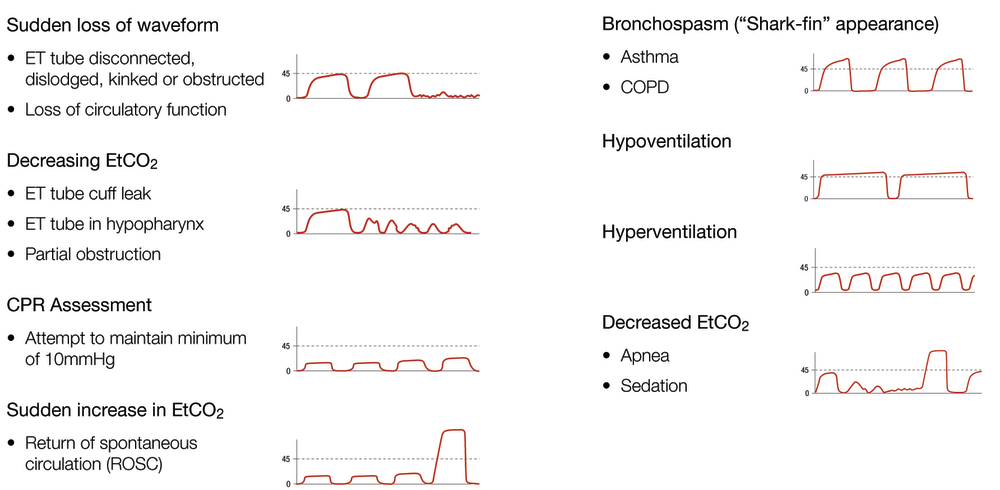 Sudden loss of waveform
• ET tube disconnected,
dislodged, kinked or obstructed
• Loss of circulatory function
45
0
Decreasing EtCO2
• ET tube cuff leak
• ET tube in hypopharynx
• Partial obstruction
45
0
CPR Assessment
• Attempt to maintain minimum
of 10mmHg
45
0
Sudden increase in EtCO2
• Return of spontaneous
circulation (ROSC)
45
0
Bronchospasm (“Shark-fin” appearance)
• Asthma
• COPD
45
0
Hypoventilation
45
0
Hyperventilation
45
0
Decreased EtCO2
• Apnea
• Sedation
45
0